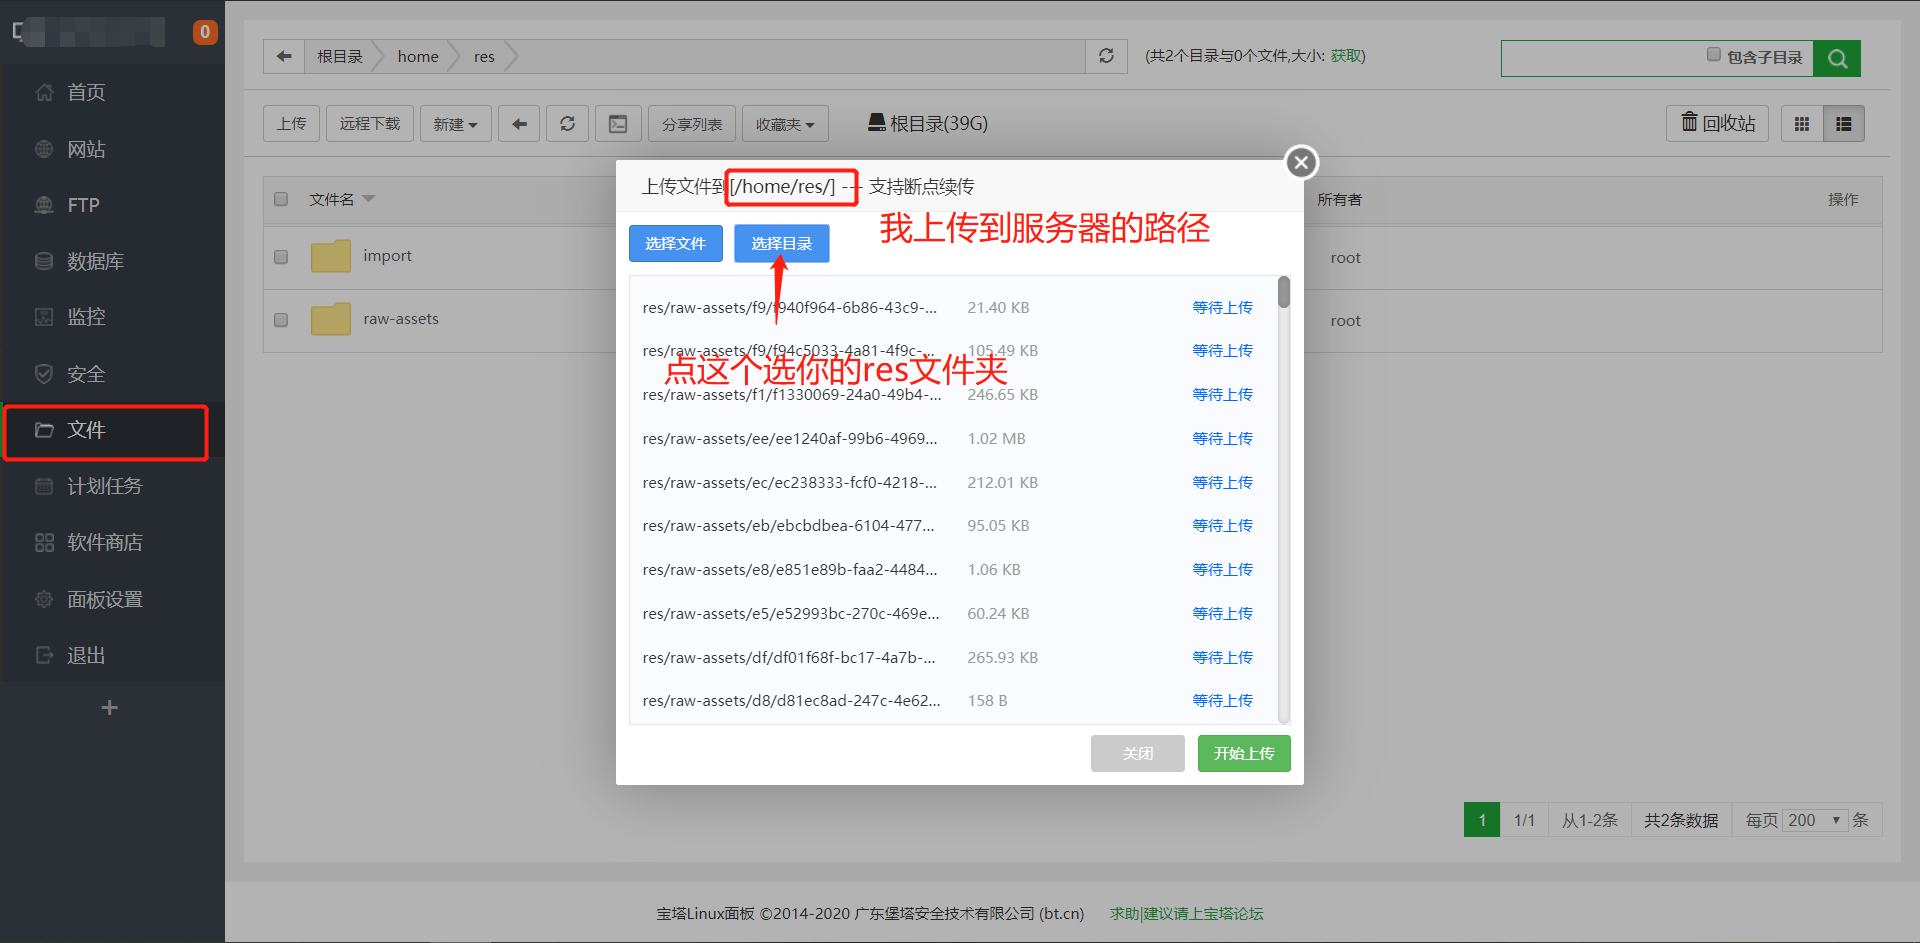 0
首页
网站
FTP
数据库
监控
安全
文件
计划任务
软件商店
面板设置
退出
+
根目录 home res (共2个目录与0个文件,大小: 获取) 包含子目录
上传 远程下载 新建 分享列表 收藏夹 根目录(39G) 回收站
文件名 所有者 操作
import root
raw-assets root
上传文件到[/home/res/] --- 支持断点续传
我上传到服务器的路径
选择文件 选择目录
res/raw-assets/f9/f940f964-6b86-43c9-... 21.40 KB 等待上传
res/raw-assets/f9/f94c5033-4a81-4f9c-... 105.49 KB 等待上传
点这个选你的res文件夹
res/raw-assets/f1/f1330069-24a0-49b4-... 246.65 KB 等待上传
res/raw-assets/ee/ee1240af-99b6-4969... 1.02 MB 等待上传
res/raw-assets/ec/ec238333-fcf0-4218-... 212.01 KB 等待上传
res/raw-assets/eb/ebcbdbea-6104-477... 95.05 KB 等待上传
res/raw-assets/e8/e851e89b-faa2-4484... 1.06 KB 等待上传
res/raw-assets/e5/e52993bc-270c-469e... 60.24 KB 等待上传
res/raw-assets/df/df01f68f-bc17-4a7b-... 265.93 KB 等待上传
res/raw-assets/d8/d81ec8ad-247c-4e62... 158 B 等待上传
关闭 开始上传
1 1/1 从1-2条 共2条数据 每页 200 条
宝塔Linux面板 ©2014-2020 广东堡塔安全技术有限公司 (bt.cn) 求助|建议请上宝塔论坛